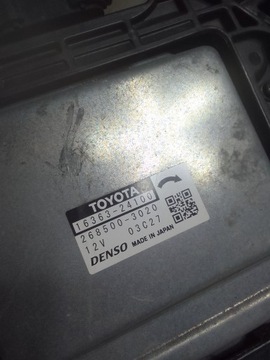 TOYOTA
16363-24100
268500-3020
12V 03C27
DENSO MADE IN JAPAN